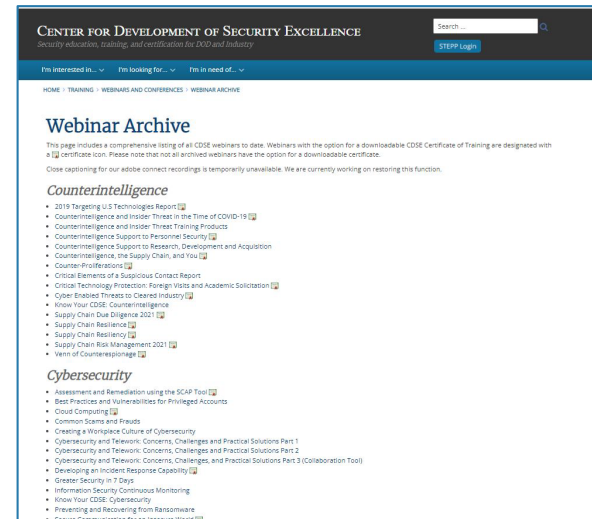 CENTER FOR DEVELOPMENT OF SECURITY EXCELLENCE
Security education, training, and certification for DOD and Industry
Search ...
STEPP Login
I'm interested in...
I'm looking for...
I'm in need of...
HOME > TRAINING > WEBINARS AND CONFERENCES > WEBINAR ARCHIVE
Webinar Archive
This page includes a comprehensive listing of all CDSE webinars to date. Webinars with the option for a downloadable CDSE Certificate of Training are designated with
a certificate icon. Please note that not all archived webinars have the option for a downloadable certificate.
Close captioning for our adobe connect recordings is temporarily unavailable. We are currently working on restoring this function.
Counterintelligence
2019 Targeting U.S Technologies Report
Counterintelligence and Insider Threat in the Time of COVID-19
Counterintelligence and Insider Threat Training Products
Counterintelligence Support to Personnel Security
Counterintelligence Support to Research, Development and Acquisition
Counterintelligence, the Supply Chain, and You
Counter-Proliferations
Critical Elements of a Suspicious Contact Report
Critical Technology Protection: Foreign Visits and Academic Solicitation
Cyber Enabled Threats to Cleared Industry
Know Your CDSE: Counterintelligence
Supply Chain Due Diligence 2021
Supply Chain Resilience
Supply Chain Resiliency
Supply Chain Risk Management 2021
Venn of Counterespionage
Cybersecurity
Assessment and Remediation using the SCAP Tool
Best Practices and Vulnerabilities for Privileged Accounts
Cloud Computing
Common Scams and Frauds
Creating a Workplace Culture of Cybersecurity
Cybersecurity and Telework: Concerns, Challenges and Practical Solutions Part 1
Cybersecurity and Telework: Concerns, Challenges and Practical Solutions Part 2
Cybersecurity and Telework: Concerns, Challenges, and Practical Solutions Part 3 (Collaboration Tool)
Developing an Incident Response Capability
Greater Security in 7 Days
Information Security Continuous Monitoring
Know Your CDSE: Cybersecurity
Preventing and Recovering from Ransomware